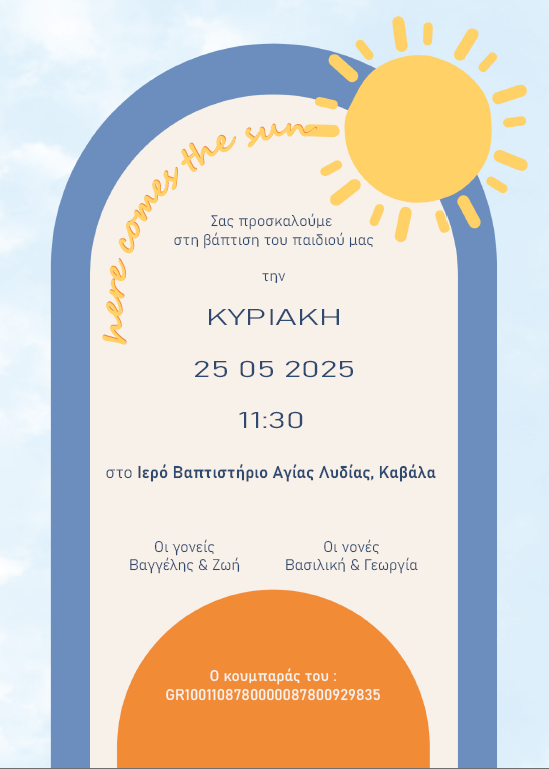 here comes the sun
Σας προσκαλούμε
στη βάπτιση του παιδιού μας
την
ΚΥΡΙΑΚΗ
25 05 2025
11:30
στο Ιερό Βαπτιστήριο Αγίας Λυδίας, Καβάλα
Οι γονείς
Βαγγέλης & Ζωή
Οι νονές
Βασιλική & Γεωργία
Ο κουμπαράς του :
GR1001108780000087800929835